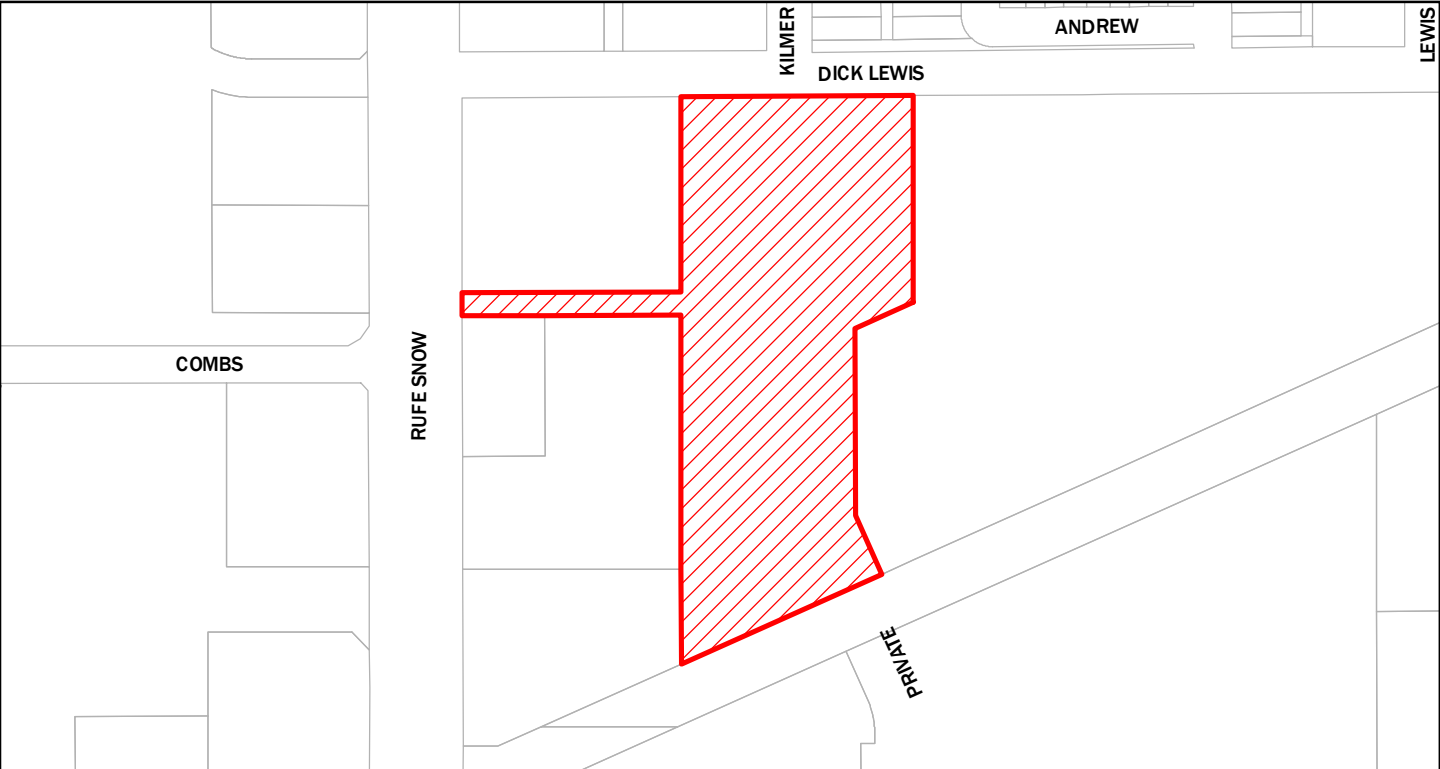 KILMER
ANDREW
LEWIS
DICK LEWIS
COMBS
RUFE SNOW
PRIVATE